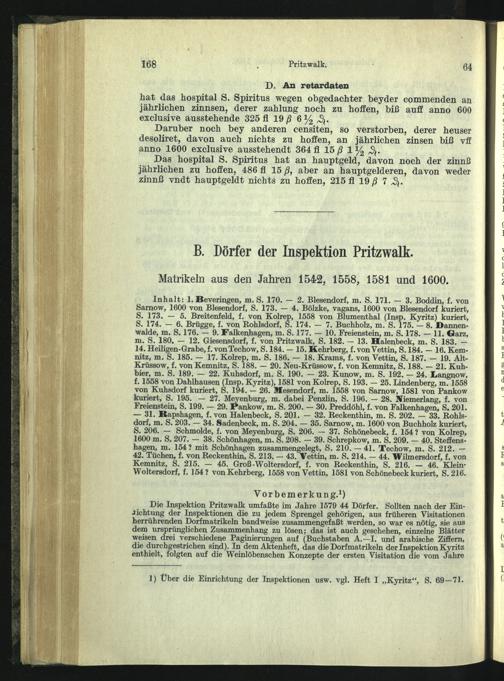 168 Pritzwalk. 64
D. An retardaten
hat das hospital S. Spiritus wegen obgedachter beyder commenden an
jährlichen zinnsen, derer zahlung noch zu hoffen, biß auff anno 600
exclusive ausstehende 325 fl 19 β 6 ½ ₰.
Daruber noch bey anderen censiten, so verstorben, derer heuser
desoliret, davon auch nichts zu hoffen, an jährlichen zinsen biß vff
anno 1600 exclusive ausstehendt 364 fl 15 β 1 ½ ₰.
Das hospital S. Spiritus hat an hauptgeld, davon noch der zinnß
jährlichen zu hoffen, 486 fl 15 β, aber an hauptgelderen, davon weder
zinnß vndt hauptgeldt nichts zu hoffen, 215 fl 19 β 7 ₰.
B. Dörfer der Inspektion Pritzwalk.
Matrikeln aus den Jahren 1542, 1558, 1581 und 1600.
Inhalt: 1. Beveringen, m. S. 170. — 2. Blesendorf, m. S. 171. — 3. Boddin, f. von
Sarnow, 1600 von Blesendorf, S. 173. — 4. Bölzke, vagans, 1600 von Blesendorf kuriert,
S. 173. — 5. Breitenfeld, f. von Kolrep, 1558 von Blumenthal (Insp. Kyritz) kuriert,
S. 174. — 6. Brügge, f. von Rohlsdorf, S. 174. — 7. Buchholz, m. S. 175. — 8. Dannen-
walde, m. S. 176. — 9. Falkenhagen, m. S. 177. — 10. Freienstein, m. S. 178. — 11. Garz,
m. S. 180. — 12. Giesensdorf, f. von Pritzwalk, S. 182. — 13. Halenbeck, m. S. 183. —
14. Heiligen-Grabe, f. von Techow, S. 184. — 15. Kehrberg, f. von Vettin, S. 184. — 16. Kem-
nitz, m. S. 185. — 17. Kolrep, m. S. 186. — 18. Krams, f. von Vettin, S. 187. — 19. Alt-
Krüssow, f. von Kemnitz, S. 188. — 20. Neu-Krüssow, f. von Kemnitz, S. 188. — 21. Kuh-
bier, m. S. 189. — 22. Kuhsdorf, m. S. 190. — 23. Kunow, m. S. 192. — 24. Langnow,
f. 1558 von Dahlhausen (Insp. Kyritz), 1581 von Kolrep, S. 193. — 25. Lindenberg, m. 1558
von Kuhsdorf kuriert, S. 194. — 26. Mesendorf, m. 1558 von Sarnow, 1581 von Pankow
kuriert, S. 195. — 27. Meyenburg, m. dabei Penzlin, S. 196. — 28. Niemerlang, f. von
Freienstein, S. 199. — 29. Pankow, m. S. 200. — 30. Preddöhl, f. von Falkenhagen, S. 201.
— 31. Rapshagen, f. von Halenbeck, S. 201. — 32. Reckenthin, m. S. 202. — 33. Rohls-
dorf, m. S. 203. — 34. Sadenbeck, m. S. 204. — 35. Sarnow, m. 1600 von Buchholz kuriert,
S. 206. — Schmolde, f. von Meyenburg, S. 206. — 37. Schönebeck, f. 154? von Kolrep,
1600 m. S. 207. — 38. Schönhagen, m. S. 208. — 39. Schrepkow, m. S. 209. — 40. Steffens-
hagen, m. 154? mit Schönhagen zusammengelegt, S. 210. — 41. Techow, m. S. 212. —
42. Tüchen, f. von Reckenthin, S. 213. — 43. Vettin, m. S. 214. — 44. Wilmersdorf, f. von
Kemnitz, S. 215. — 45. Groß-Woltersdorf, f. von Reckenthin, S. 216. — 46. Klein-
Woltersdorf, f. 154? von Kehrberg, 1558 von Vettin, 1581 von Schönebeck kuriert, S. 216.
Vorbemerkung.¹)
Die Inspektion Pritzwalk umfaßte im Jahre 1579 44 Dörfer. Sollten nach der Ein-
richtung der Inspektionen die zu jedem Sprengel gehörigen, aus früheren Visitationen
herrührenden Dorfmatrikeln bandweise zusammengefaßt werden, so war es nötig, sie aus
dem ursprünglichen Zusammenhang zu lösen; das ist auch geschehen, einzelne Blätter
weisen drei verschiedene Paginierungen auf (Buchstaben A.—I. und arabische Ziffern,
die durchgestrichen sind). In dem Aktenheft, das die Dorfmatrikeln der Inspektion Kyritz
enthielt, folgten auf die Weinlöbenschen Konzepte der ersten Visitation die vom Jahre
1) Über die Einrichtung der Inspektionen usw. vgl. Heft I „Kyritz“, S. 69—71.